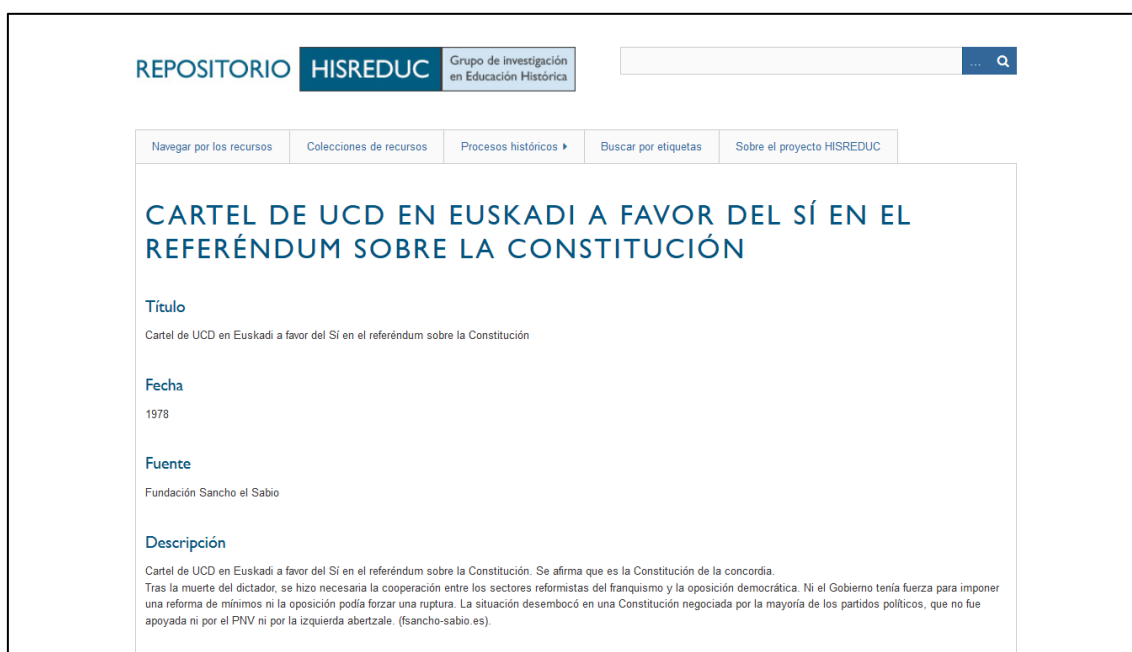 REPOSITORIO HISREDUC Grupo de investigación
en Educación Histórica
...
Navegar por los recursos Colecciones de recursos Procesos históricos Buscar por etiquetas Sobre el proyecto HISREDUC
CARTEL DE UCD EN EUSKADI A FAVOR DEL SÍ EN EL
REFERÉNDUM SOBRE LA CONSTITUCIÓN
Título
Cartel de UCD en Euskadi a favor del Sí en el referéndum sobre la Constitución
Fecha
1978
Fuente
Fundación Sancho el Sabio
Descripción
Cartel de UCD en Euskadi a favor del Sí en el referéndum sobre la Constitución. Se afirma que es la Constitución de la concordia.
Tras la muerte del dictador, se hizo necesaria la cooperación entre los sectores reformistas del franquismo y la oposición democrática. Ni el Gobierno tenía fuerza para imponer
una reforma de mínimos ni la oposición podía forzar una ruptura. La situación desembocó en una Constitución negociada por la mayoría de los partidos políticos, que no fue
apoyada ni por el PNV ni por la izquierda abertzale. (fsancho-sabio.es).